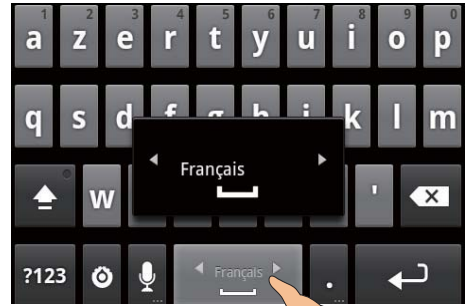 1 2 3 4 5 6 7 8 9 0
a z e r t y u i o p
q s d f g h j k l m
Français
w '
?123 Français . ...